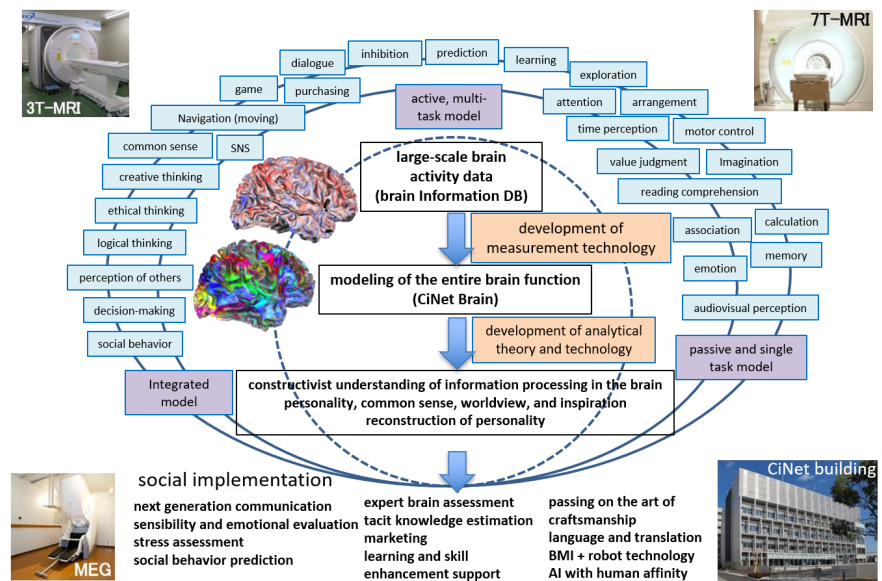 3T-MRI
7T-MRI
inhibition
prediction
dialogue
learning
exploration
game
purchasing
active, multi-
task model
attention
arrangement
Navigation (moving)
time perception
motor control
common sense
SNS
large-scale brain
activity data
(brain Information DB)
value judgment
Imagination
creative thinking
reading comprehension
ethical thinking
development of
measurement technology
association
calculation
logical thinking
memory
emotion
perception of others
modeling of the entire brain function
(CiNet Brain)
decision-making
audiovisual perception
development of analytical
theory and technology
social behavior
passive and single
task model
Integrated
model
constructivist understanding of information processing in the brain
personality, common sense, worldview, and inspiration
reconstruction of personality
social implementation
next generation communication
sensibility and emotional evaluation
stress assessment
social behavior prediction
expert brain assessment
tacit knowledge estimation
marketing
learning and skill
enhancement support
passing on the art of
craftsmanship
language and translation
BMI + robot technology
AI with human affinity
MEG
CiNet building